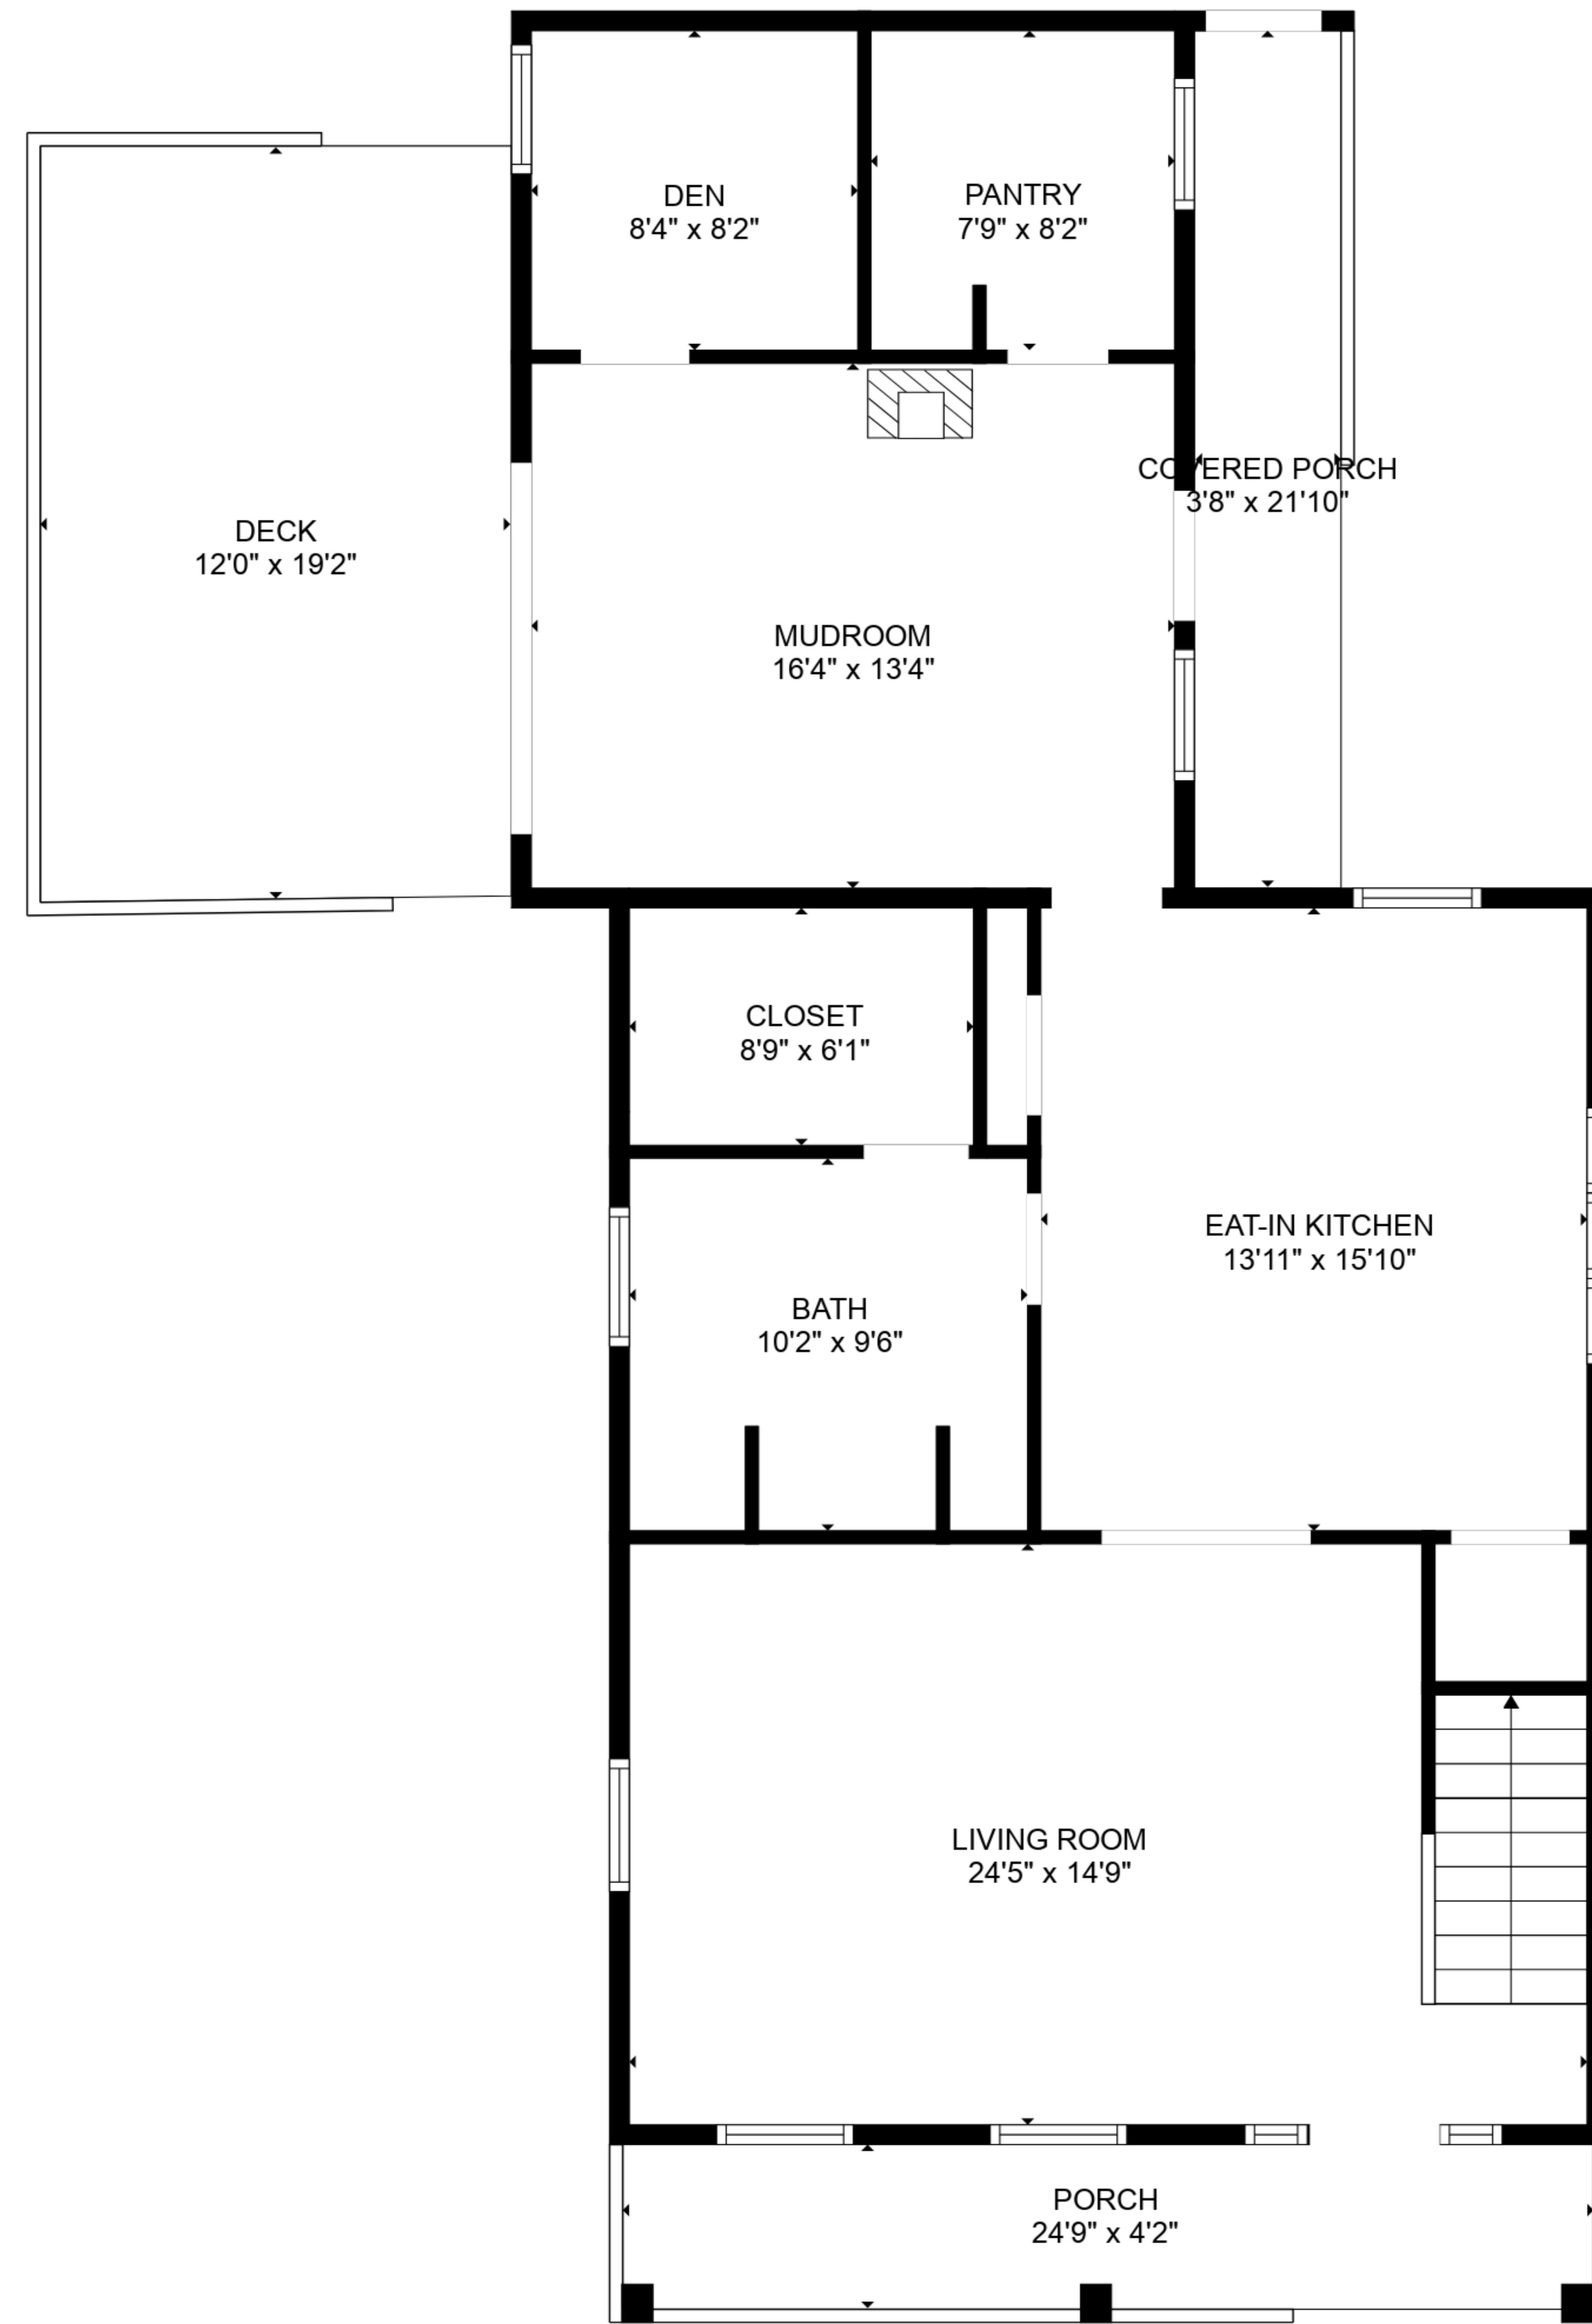 DEN
8'4" x 8'2"
PANTRY
7'9" x 8'2"
COVERED PORCH
3'8" x 21'10"
DECK
12'0" x 19'2"
MUDROOM
16'4" x 13'4"
CLOSET
8'9" x 6'1"
EAT-IN KITCHEN
13'11" x 15'10"
BATH
10'2" x 9'6"
LIVING ROOM
24'5" x 14'9"
PORCH
24'9" x 4'2"